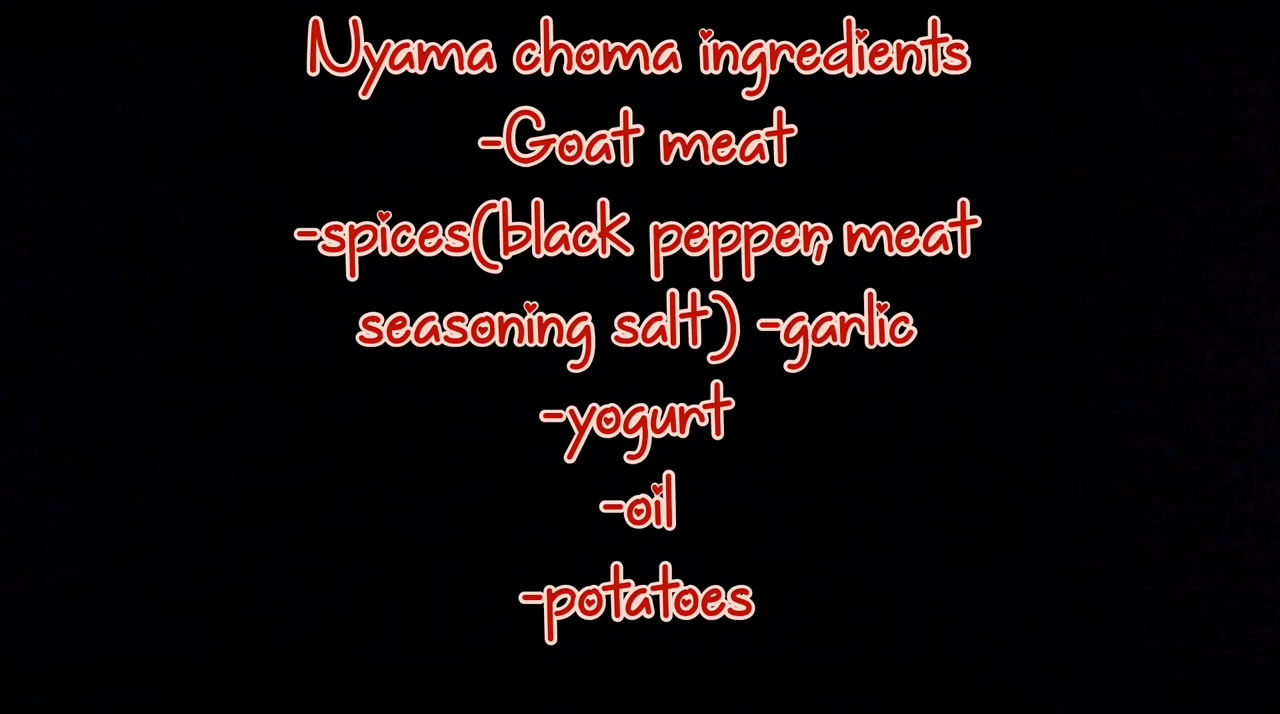 Nyama choma ingredients
-Goat meat
-spices(black pepper, meat
seasoning salt) -garlic
-yogurt
-oil
-potatoes